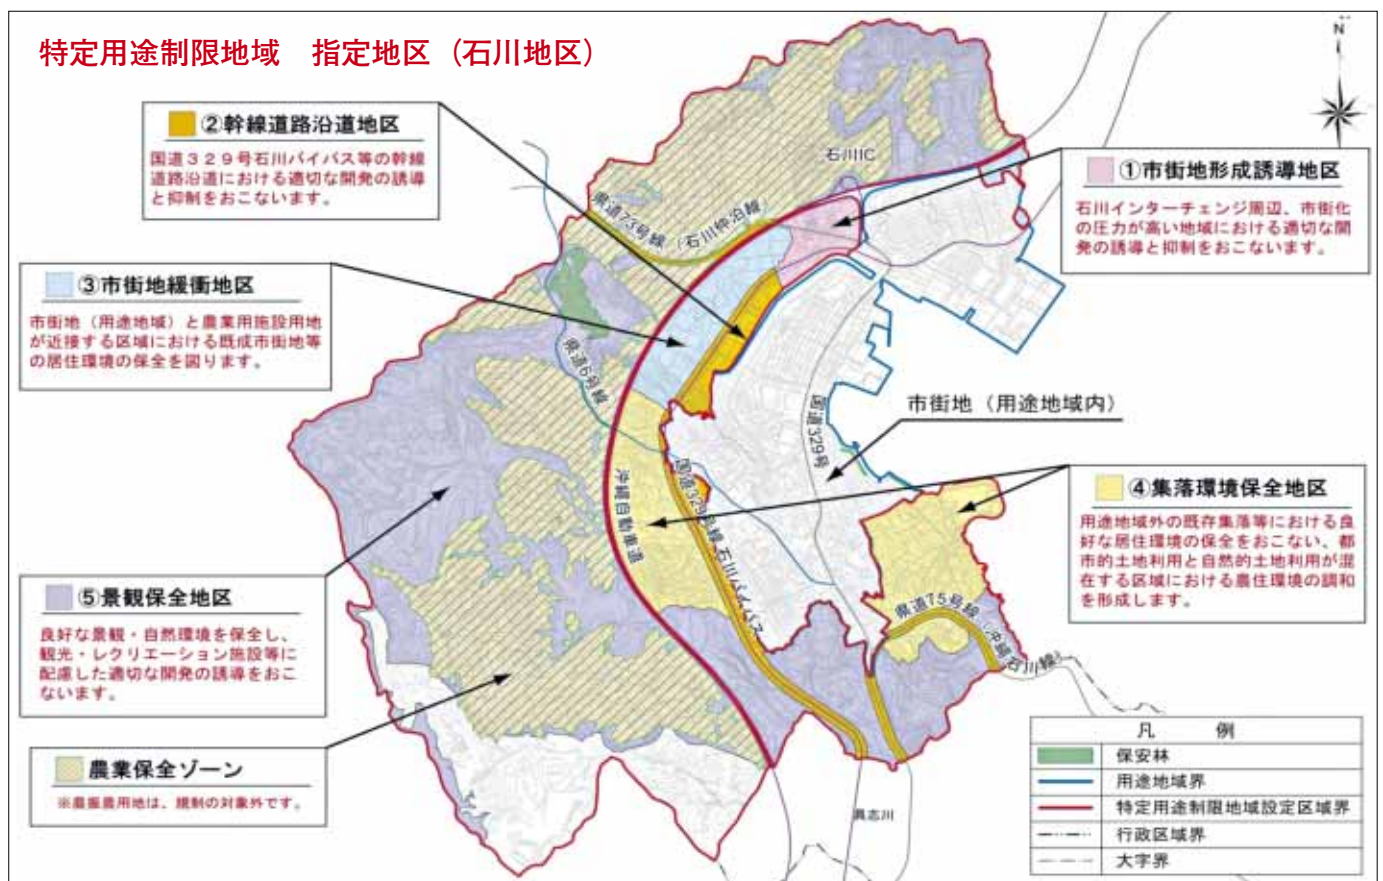 特定用途制限地域　指定地区（石川地区）
N
②幹線道路沿道地区
国道３２９号石川バイパス等の幹線
道路沿道における適切な開発の誘導
と抑制をおこないます。
石川IC
①市街地形成誘導地区
石川インターチェンジ周辺、市街化
の圧力が高い地域における適切な開
発の誘導と抑制をおこないます。
県道73号線（石川仲泊線）
③市街地緩衝地区
市街地（用途地域）と農業用施設用地
が近接する区域における既成市街地等
の居住環境の保全を図ります。
県道6号線
市街地（用途地域内）
国道329号
沖縄自動車道
国道329号線 石川バイパス
④集落環境保全地区
用途地域外の既存集落等における良
好な居住環境の保全をおこない、都
市的土地利用と自然的土地利用が混
在する区域における農住環境の調和
を形成します。
⑤景観保全地区
良好な景観・自然環境を保全し、
観光・レクリエーション施設等に
配慮した適切な開発の誘導をおこ
ないます。
県道75号線（沖縄石川線）
農業保全ゾーン
※農振農用地は、規制の対象外です。
具志川
凡　例
保安林
用途地域界
特定用途制限地域設定区域界
行政区域界
大字界